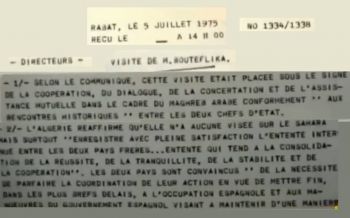 RABAT, LE 5 JUILLET 1975 NO 1334/1338
RECU LE A 14 H 00
- DIRECTEURS - VISITE DE M.BOUTEFLIKA.
- 1/- SELON LE COMMUNIQUE, CETTE VISITE ETAIT PLACEE SOUS LE SIGNE
DE LA COOPERATION, DU DIALOGUE, DE LA CONCERTATION ET DE L'ASSIS-
TANCE MUTUELLE DANS LE CADRE DU MAGHREB ARABE CONFORMEMENT '' AUX
RENCONTRES HISTORIQUES '' ENTRE LES DEUX CHEFS D'ETAT.
- 2/- L'ALGERIE REAFFIRME QU'ELLE N'A AUCUNE VISEE SUR LE SAHARA
MAIS SURTOUT ''ENREGISTRE AVEC PLEINE SATISFACTION L'ENTENTE INTER
VENUE ENTRE LES DEUX PAYS FRERES...ENTENTE QUI TEND A LA CONSOLIDA-
TION DE LA REUSSITE, DE LA TRANQUILLITE, DE LA STABILITE ET DE
LA COOPERATION''. LES DEUX PAYS SONT CONVAINCUS '' DE LA NECESSITE
DE PARFAIRE LA COORDINATION DE LEUR ACTION EN VUE DE METTRE FIN,
DANS LES PLUS BREFS DELAIS, A L'OCCUPATION ESPAGNOLE ET AUX MA-
NOEUVRES DU GOUVERNEMENT ESPAGNOL VISANT A MAINTENIR D'UNE MANIERE